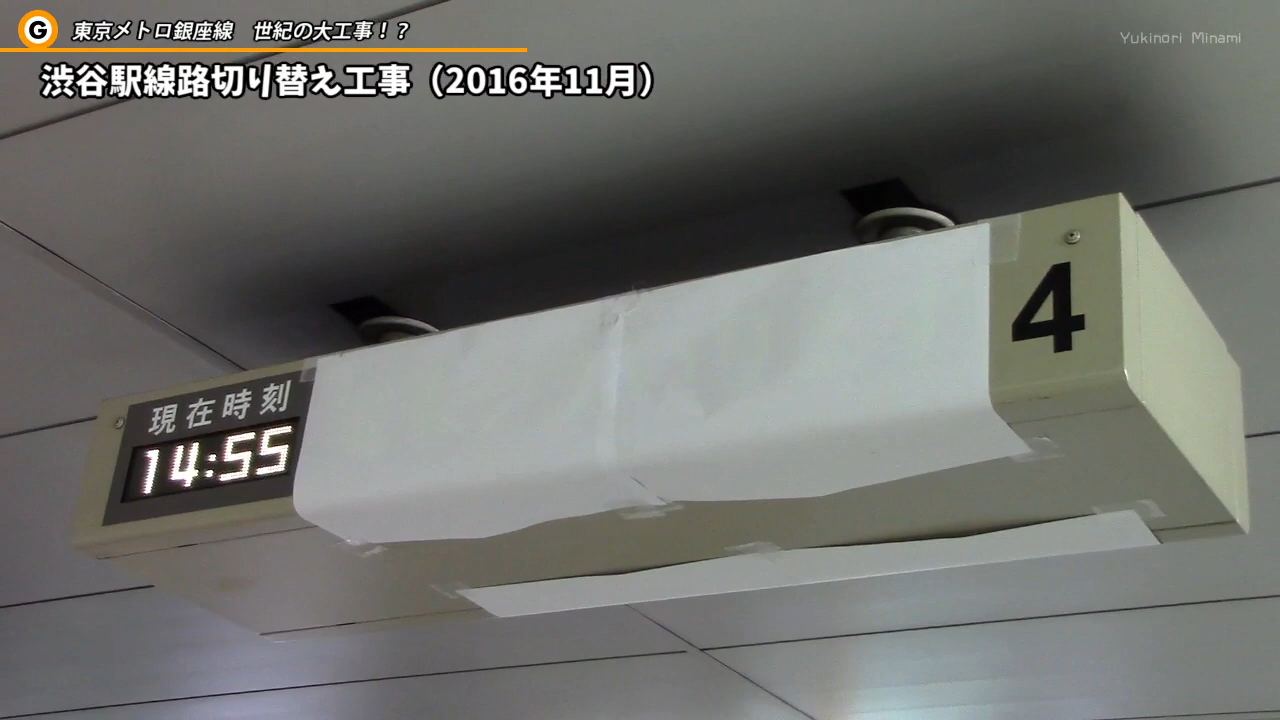 G 東京メトロ銀座線 世紀の大工事!?
Yukinori Minami
渋谷駅線路切り替え工事（2016年11月）
4
現在時刻
14:55